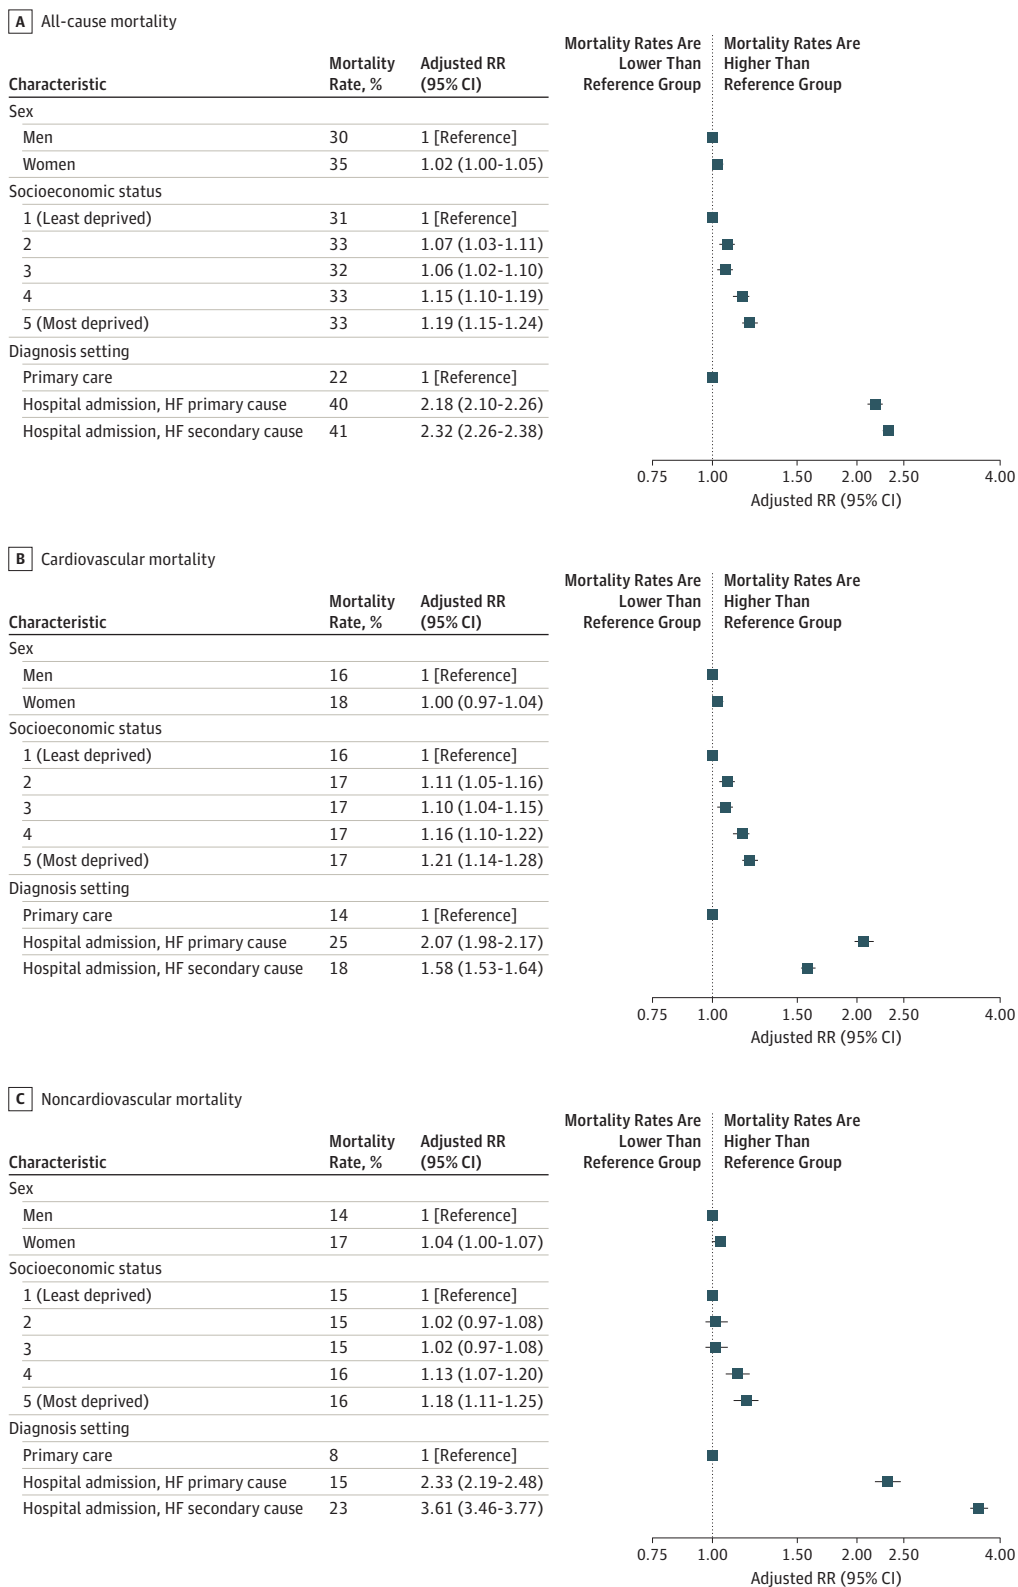 A All-cause mortality
Mortality Rates Are Lower Than Reference Group
Mortality Rates Are Higher Than Reference Group
Characteristic Mortality Rate, % Adjusted RR (95% CI)
Sex
Men 30 1 [Reference]
Women 35 1.02 (1.00-1.05)
Socioeconomic status
1 (Least deprived) 31 1 [Reference]
2 33 1.07 (1.03-1.11)
3 32 1.06 (1.02-1.10)
4 33 1.15 (1.10-1.19)
5 (Most deprived) 33 1.19 (1.15-1.24)
Diagnosis setting
Primary care 22 1 [Reference]
Hospital admission, HF primary cause 40 2.18 (2.10-2.26)
Hospital admission, HF secondary cause 41 2.32 (2.26-2.38)
0.75 1.00 1.50 2.00 2.50 4.00
Adjusted RR (95% CI)
B Cardiovascular mortality
Mortality Rates Are Lower Than Reference Group
Mortality Rates Are Higher Than Reference Group
Characteristic Mortality Rate, % Adjusted RR (95% CI)
Sex
Men 16 1 [Reference]
Women 18 1.00 (0.97-1.04)
Socioeconomic status
1 (Least deprived) 16 1 [Reference]
2 17 1.11 (1.05-1.16)
3 17 1.10 (1.04-1.15)
4 17 1.16 (1.10-1.22)
5 (Most deprived) 17 1.21 (1.14-1.28)
Diagnosis setting
Primary care 14 1 [Reference]
Hospital admission, HF primary cause 25 2.07 (1.98-2.17)
Hospital admission, HF secondary cause 18 1.58 (1.53-1.64)
0.75 1.00 1.50 2.00 2.50 4.00
Adjusted RR (95% CI)
C Noncardiovascular mortality
Mortality Rates Are Lower Than Reference Group
Mortality Rates Are Higher Than Reference Group
Characteristic Mortality Rate, % Adjusted RR (95% CI)
Sex
Men 14 1 [Reference]
Women 17 1.04 (1.00-1.07)
Socioeconomic status
1 (Least deprived) 15 1 [Reference]
2 15 1.02 (0.97-1.08)
3 15 1.02 (0.97-1.08)
4 16 1.13 (1.07-1.20)
5 (Most deprived) 16 1.18 (1.11-1.25)
Diagnosis setting
Primary care 8 1 [Reference]
Hospital admission, HF primary cause 15 2.33 (2.19-2.48)
Hospital admission, HF secondary cause 23 3.61 (3.46-3.77)
0.75 1.00 1.50 2.00 2.50 4.00
Adjusted RR (95% CI)